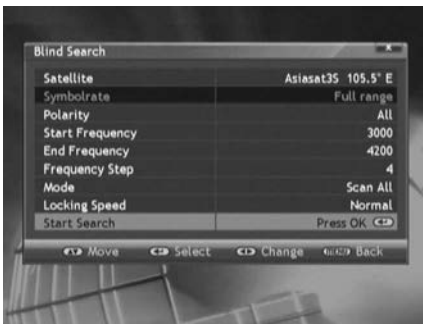 Blind Search
Satellite Asiasat3S 105.5° E
Symbolrate Full range
Polarity All
Start Frequency 3000
End Frequency 4200
Frequency Step 4
Mode Scan All
Locking Speed Normal
Start Search Press OK
Move Select Change Back